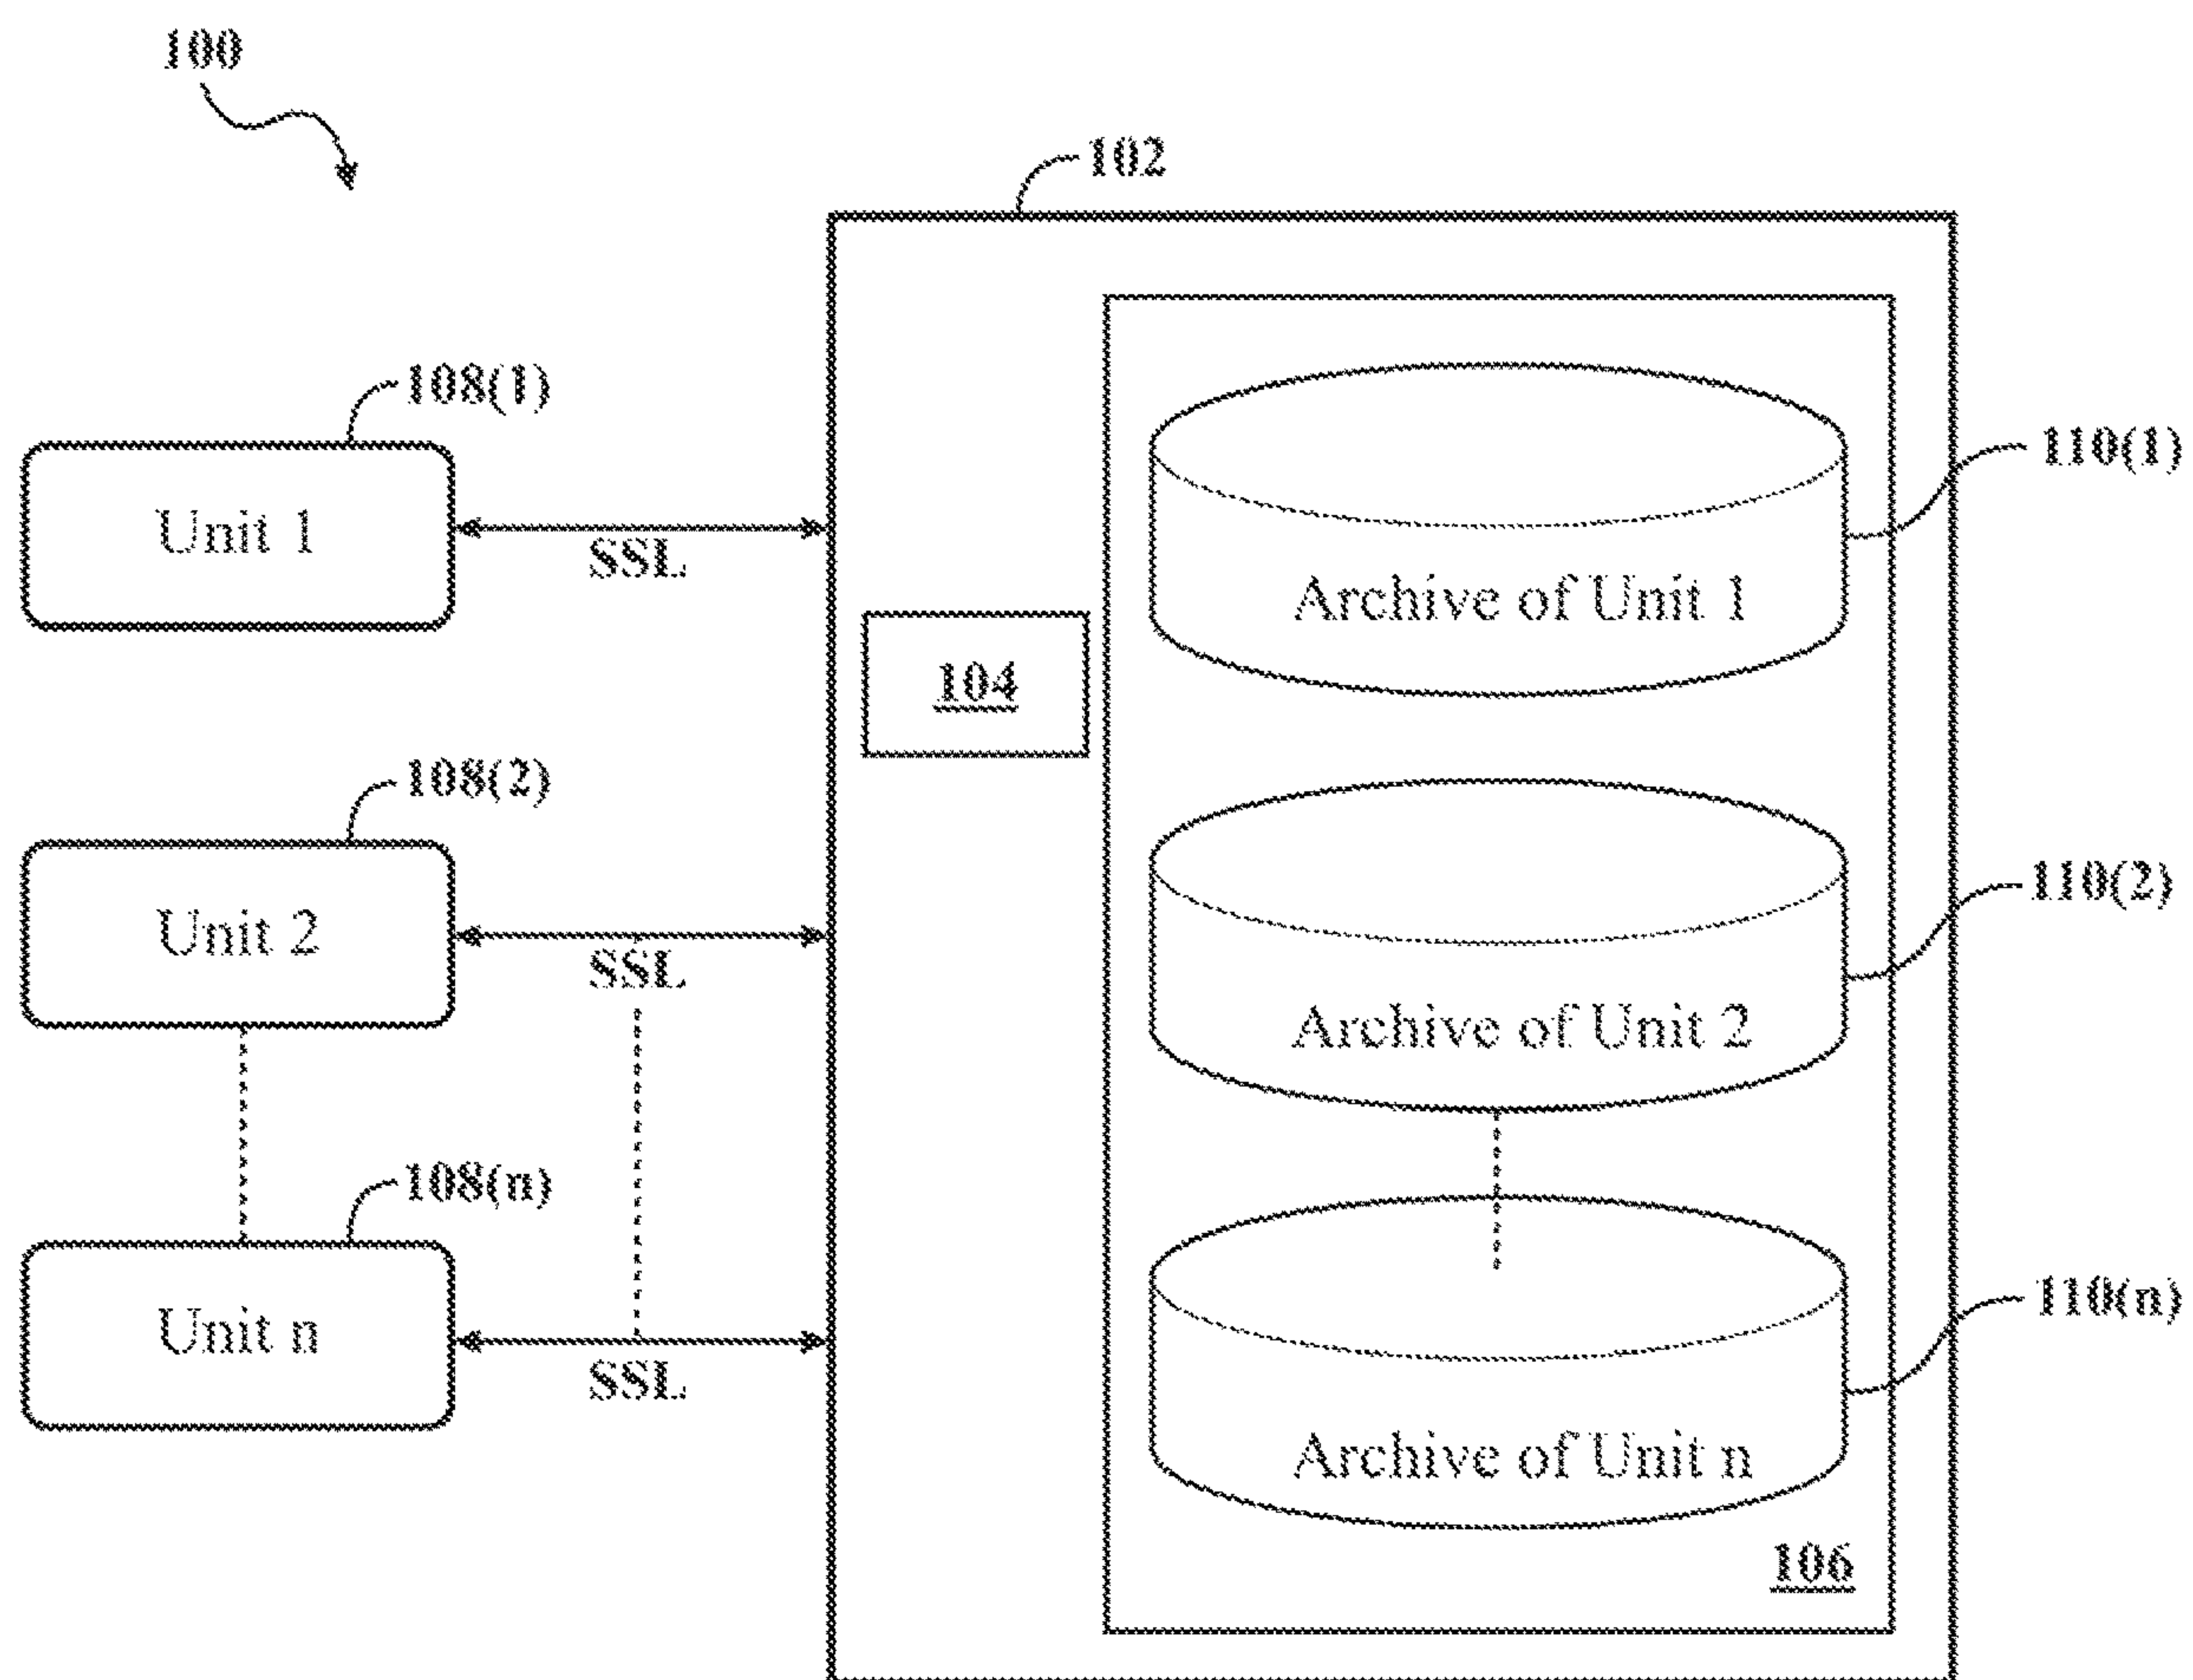 100
102
108(1)
Unit 1
SSL
110(1)
Archive of Unit 1
104
108(2)
Unit 2
SSL
110(2)
Archive of Unit 2
108(n)
Unit n
SSL
110(n)
Archive of Unit n
106